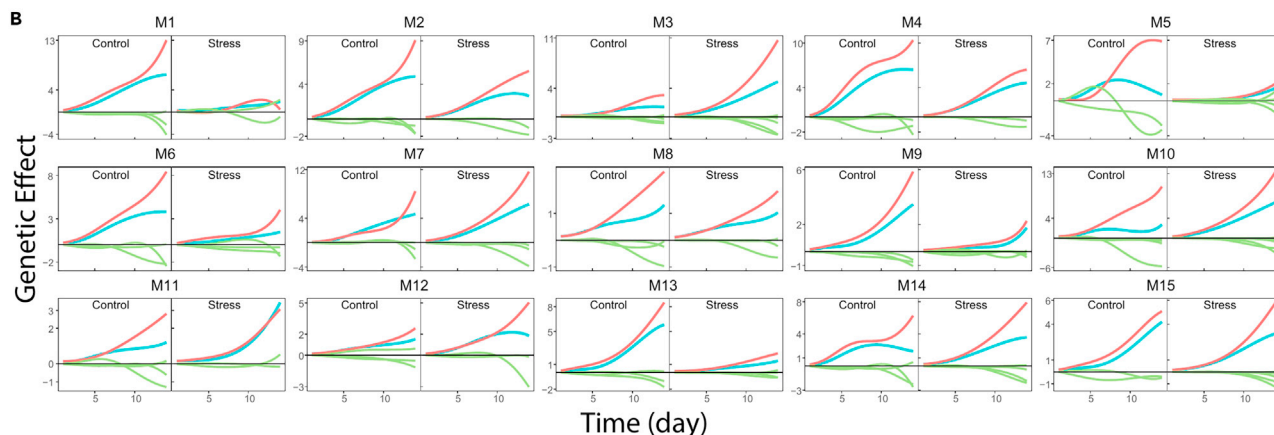 B
M1 M2 M3 M4 M5
Control Stress Control Stress Control Stress Control Stress Control Stress
13 4 −4
9 4 −2
11 3 −3
10 4 −2
7 2 −4
M6 M7 M8 M9 M10
Control Stress Control Stress Control Stress Control Stress Control Stress
8 3 −2
12 4 −4
1 −1
6 4 1 −1
13 4 −6
M11 M12 M13 M14 M15
Control Stress Control Stress Control Stress Control Stress Control Stress
3 2 1 0 −1
5 2 0 −3
8 5 1 −2
8 4 1 −3
6 4 1 −1
5 10 5 10 5 10 5 10 5 10 5 10 5 10 5 10 5 10 5 10
Genetic Effect
Time (day)